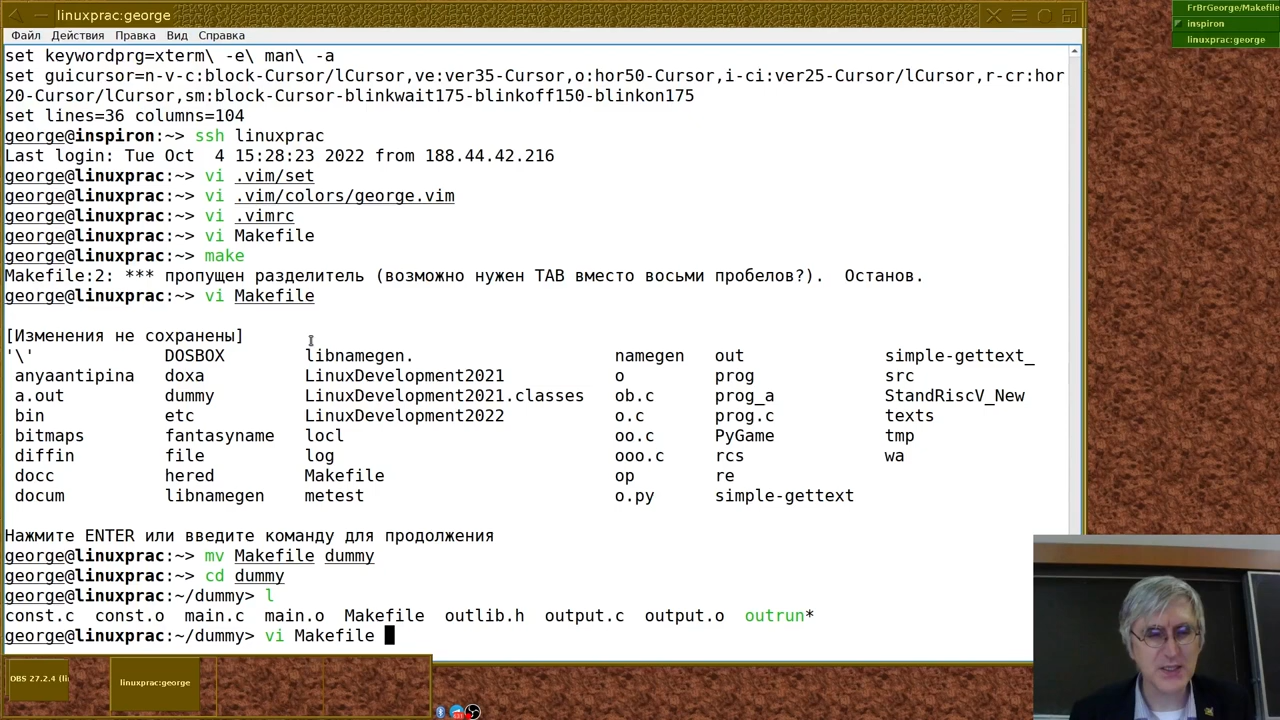 linuxprac:george
Файл Действия Правка Вид Справка
set keywordprg=xterm\ -e\ man\ -a
set guicursor=n-v-c:block-Cursor/lCursor,ve:ver35-Cursor,o:hor50-Cursor,i-ci:ver25-Cursor/lCursor,r-cr:hor
20-Cursor/lCursor,sm:block-Cursor-blinkwait175-blinkoff150-blinkon175
set lines=36 columns=104
george@inspiron:~> ssh linuxprac
Last login: Tue Oct  4 15:28:23 2022 from 188.44.42.216
george@linuxprac:~> vi .vim/set
george@linuxprac:~> vi .vim/colors/george.vim
george@linuxprac:~> vi .vimrc
george@linuxprac:~> vi Makefile
george@linuxprac:~> make
Makefile:2: *** пропущен разделитель (возможно нужен TAB вместо восьми пробелов?).  Останов.
george@linuxprac:~> vi Makefile
[Изменения не сохранены]
'\' DOSBOX libnamegen. namegen out simple-gettext_
anyaantipina doxa LinuxDevelopment2021 o prog src
a.out dummy LinuxDevelopment2021.classes ob.c prog_a StandRiscV_New
bin etc LinuxDevelopment2022 o.c prog.c texts
bitmaps fantasyname locl oo.c PyGame tmp
diffin file log ooo.c rcs wa
docc hered Makefile op re
docum libnamegen metest o.py simple-gettext
Нажмите ENTER или введите команду для продолжения
george@linuxprac:~> mv Makefile dummy
george@linuxprac:~> cd dummy
george@linuxprac:~/dummy> l
const.c  const.o  main.c  main.o  Makefile  outlib.h  output.c  output.o  outrun*
george@linuxprac:~/dummy> vi Makefile
FrBrGeorge/Makefile
inspiron
linuxprac:george
OBS 27.2.4 (li
linuxprac:george